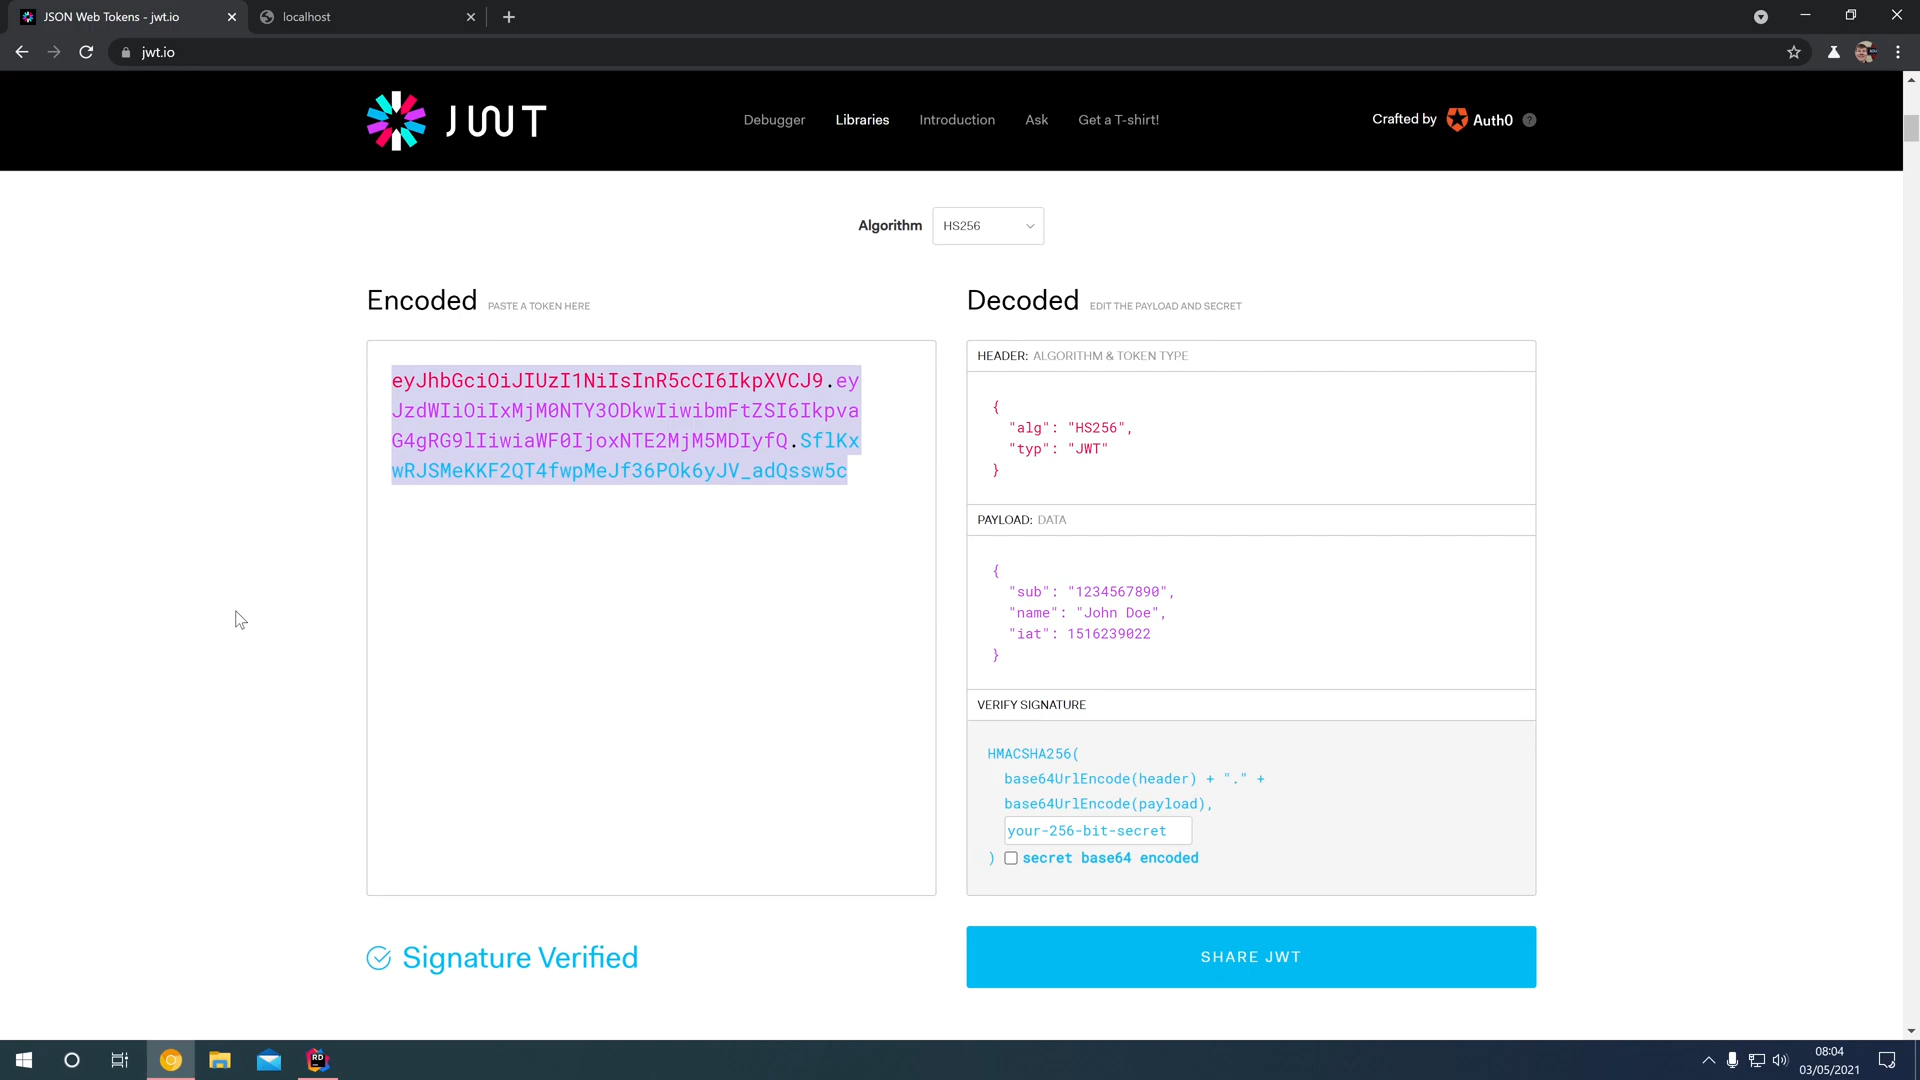 JSON Web Tokens - jwt.io
localhost
jwt.io
JWT
Debugger
Libraries
Introduction
Ask
Get a T-shirt!
Crafted by
Auth0
?
Algorithm
HS256
Encoded PASTE A TOKEN HERE
eyJhbGciOiJIUzI1NiIsInR5cCI6IkpXVCJ9.ey
JzdWIiOiIxMjM0NTY3ODkwIiwibmFtZSI6Ikpva
G4gRG9lIiwiaWF0IjoxNTE2MjM5MDIyfQ.SflKx
wRJSMeKKF2QT4fwpMeJf36POk6yJV_adQssw5c
Signature Verified
Decoded EDIT THE PAYLOAD AND SECRET
HEADER: ALGORITHM & TOKEN TYPE
{
"alg": "HS256",
"typ": "JWT"
}
PAYLOAD: DATA
{
"sub": "1234567890",
"name": "John Doe",
"iat": 1516239022
}
VERIFY SIGNATURE
HMACSHA256(
base64UrlEncode(header) + "." +
base64UrlEncode(payload),
your-256-bit-secret
) secret base64 encoded
SHARE JWT
RD
08:04
03/05/2021